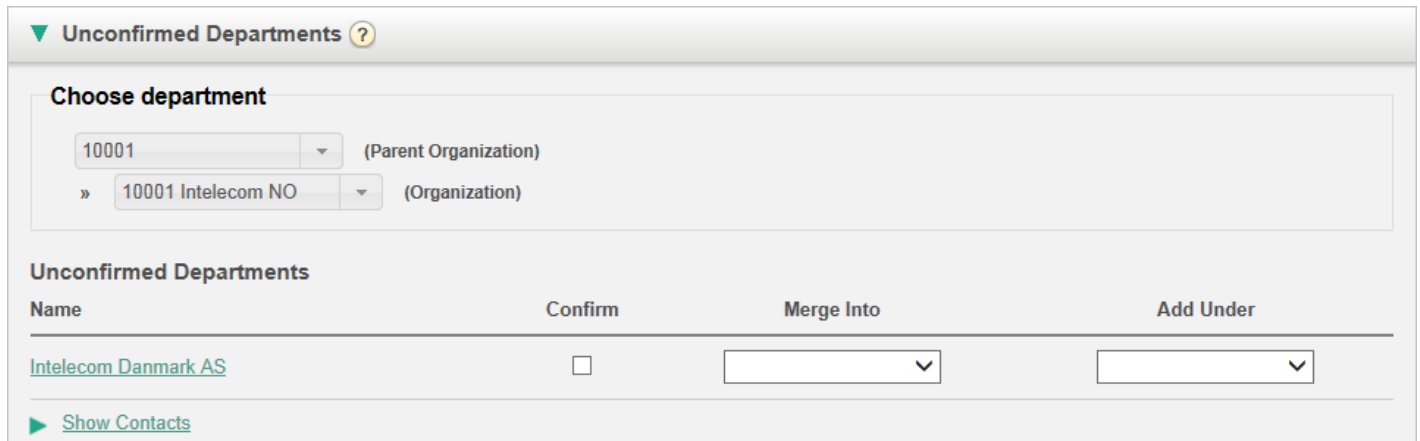 Unconfirmed Departments ?
Choose department
10001 (Parent Organization)
» 10001 Intelecom NO (Organization)
Unconfirmed Departments
Name Confirm Merge Into Add Under
Intelecom Danmark AS
Show Contacts